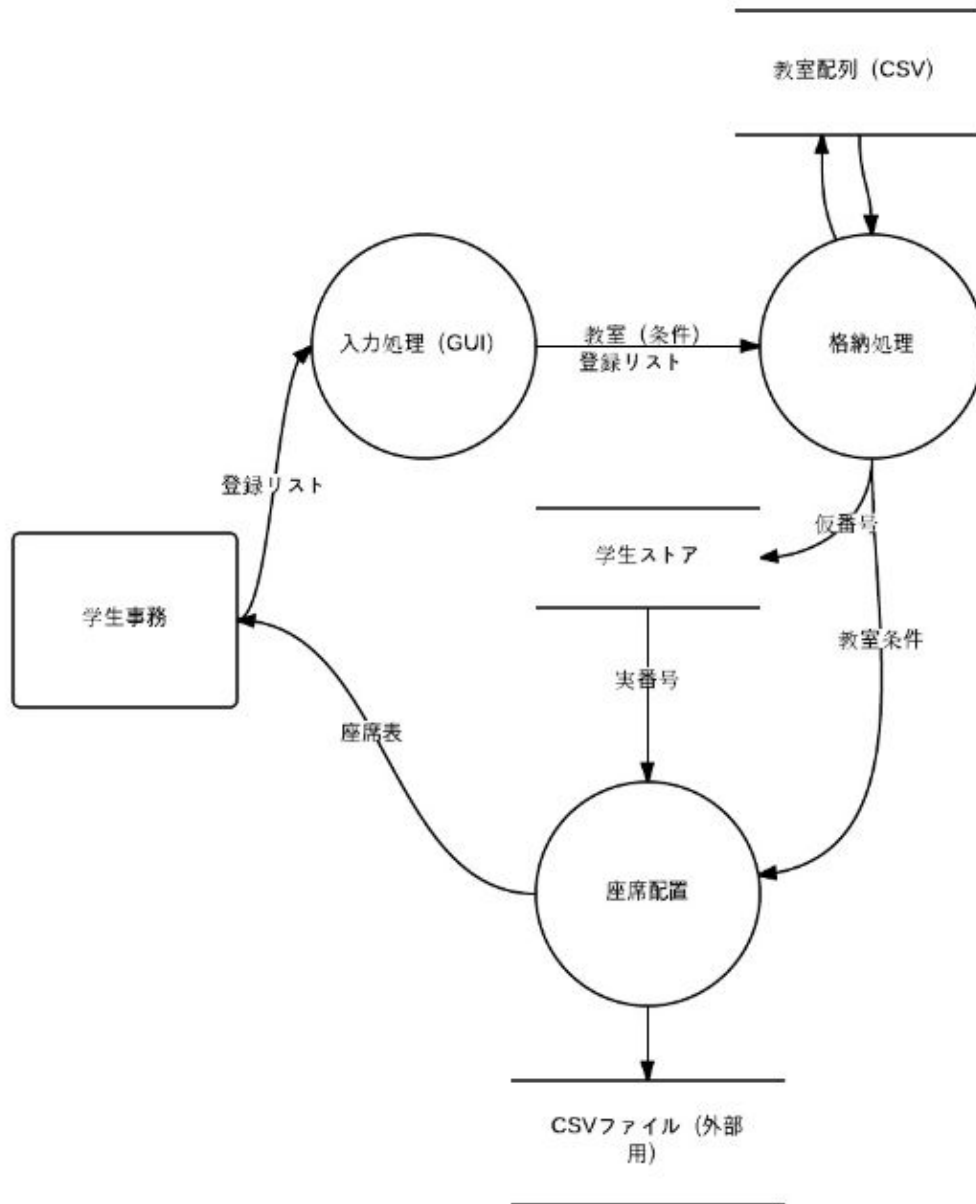 教室配列（CSV）
入力処理（GUI）
教室（条件）
登録リスト
格納処理
登録リスト
仮番号
学生ストア
学生事務
教室条件
実番号
座席表
座席配置
CSVファイル（外部
用）